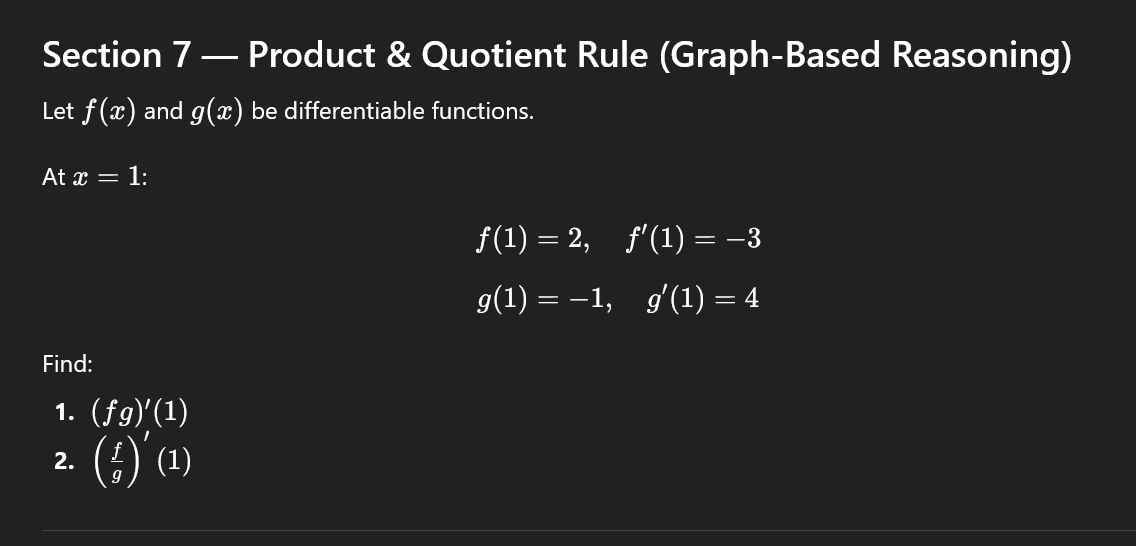 Section 7 — Product & Quotient Rule (Graph-Based Reasoning)
Let f(x) and g(x) be differentiable functions.
At x = 1:
f(1) = 2, f′(1) = −3
g(1) = −1, g′(1) = 4
Find:
1. (fg)′(1)
2. (f/g)′(1)